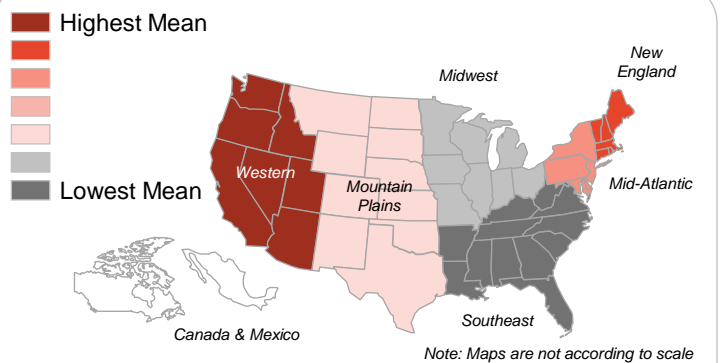 Highest Mean
Lowest Mean
Midwest
New
England
Western
Mountain
Plains
Mid-Atlantic
Southeast
Canada & Mexico
Note: Maps are not according to scale